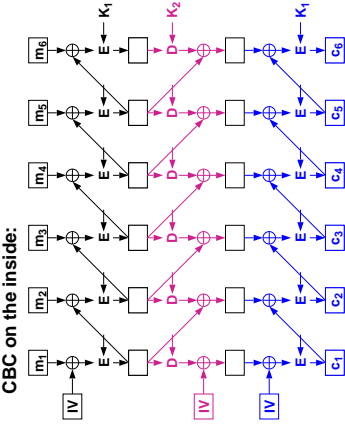 CBC on the inside:
m1 m2 m3 m4 m5 m6
IV
E E E E E E K1
D D D D D D K2
IV
IV
E E E E E E K1
c1 c2 c3 c4 c5 c6